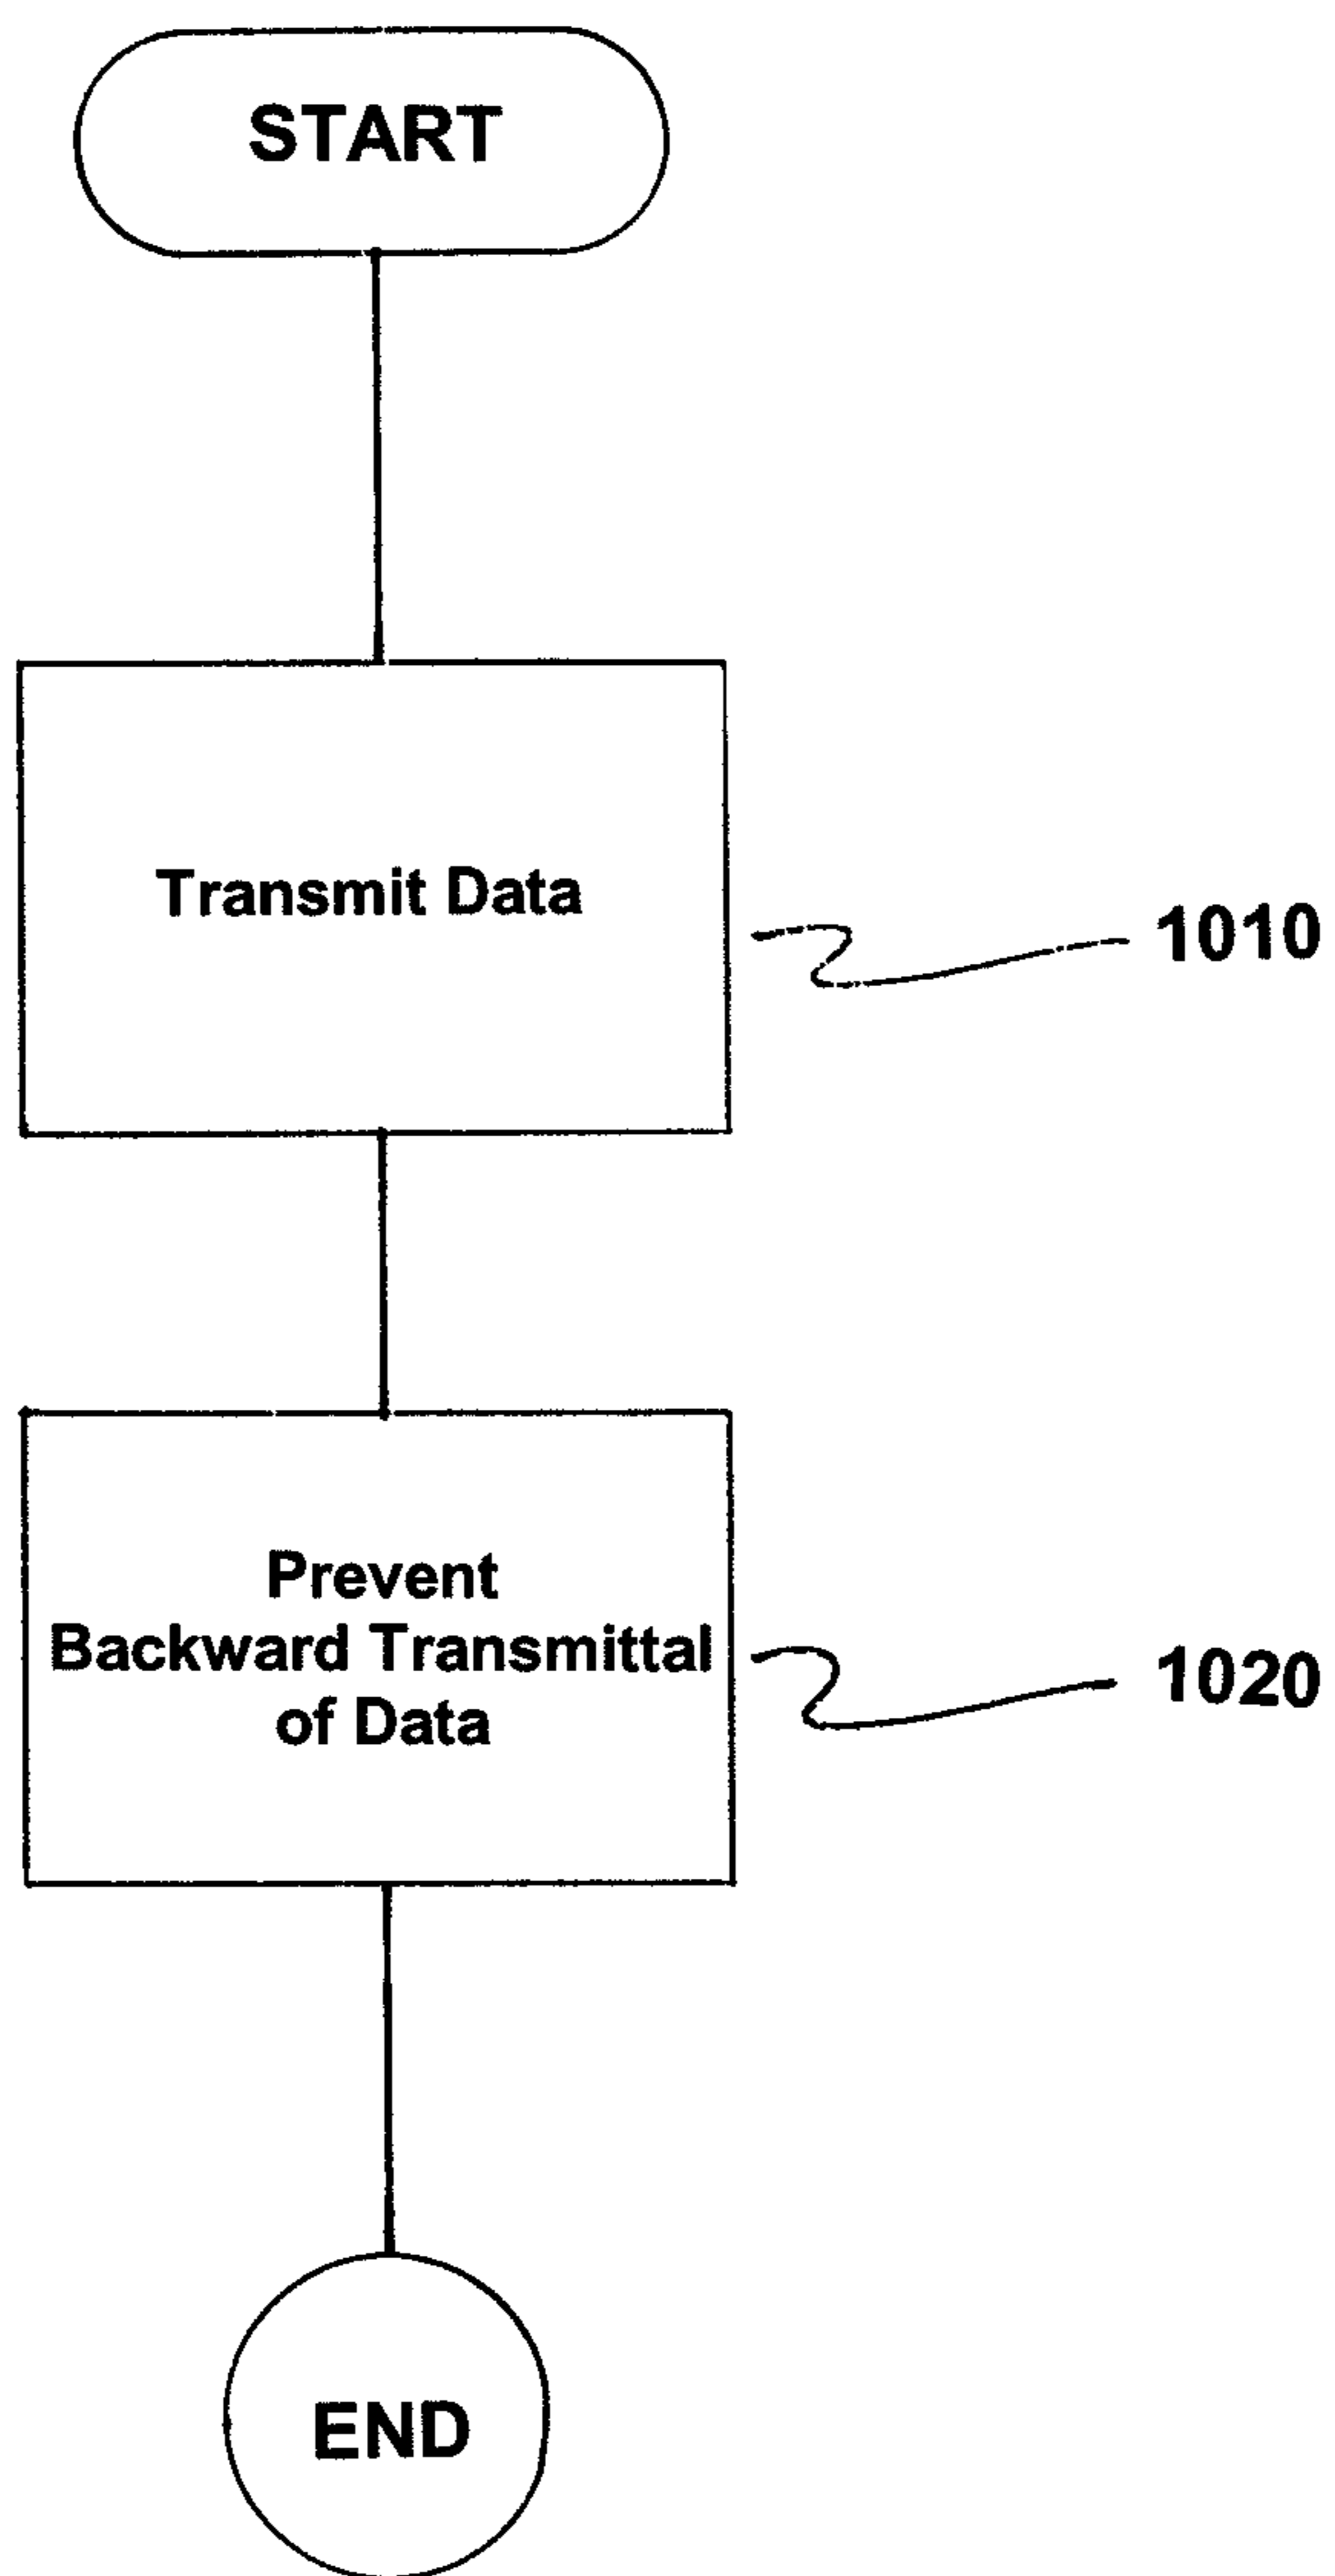 START
Transmit Data
1010
Prevent
Backward Transmittal
of Data
1020
END